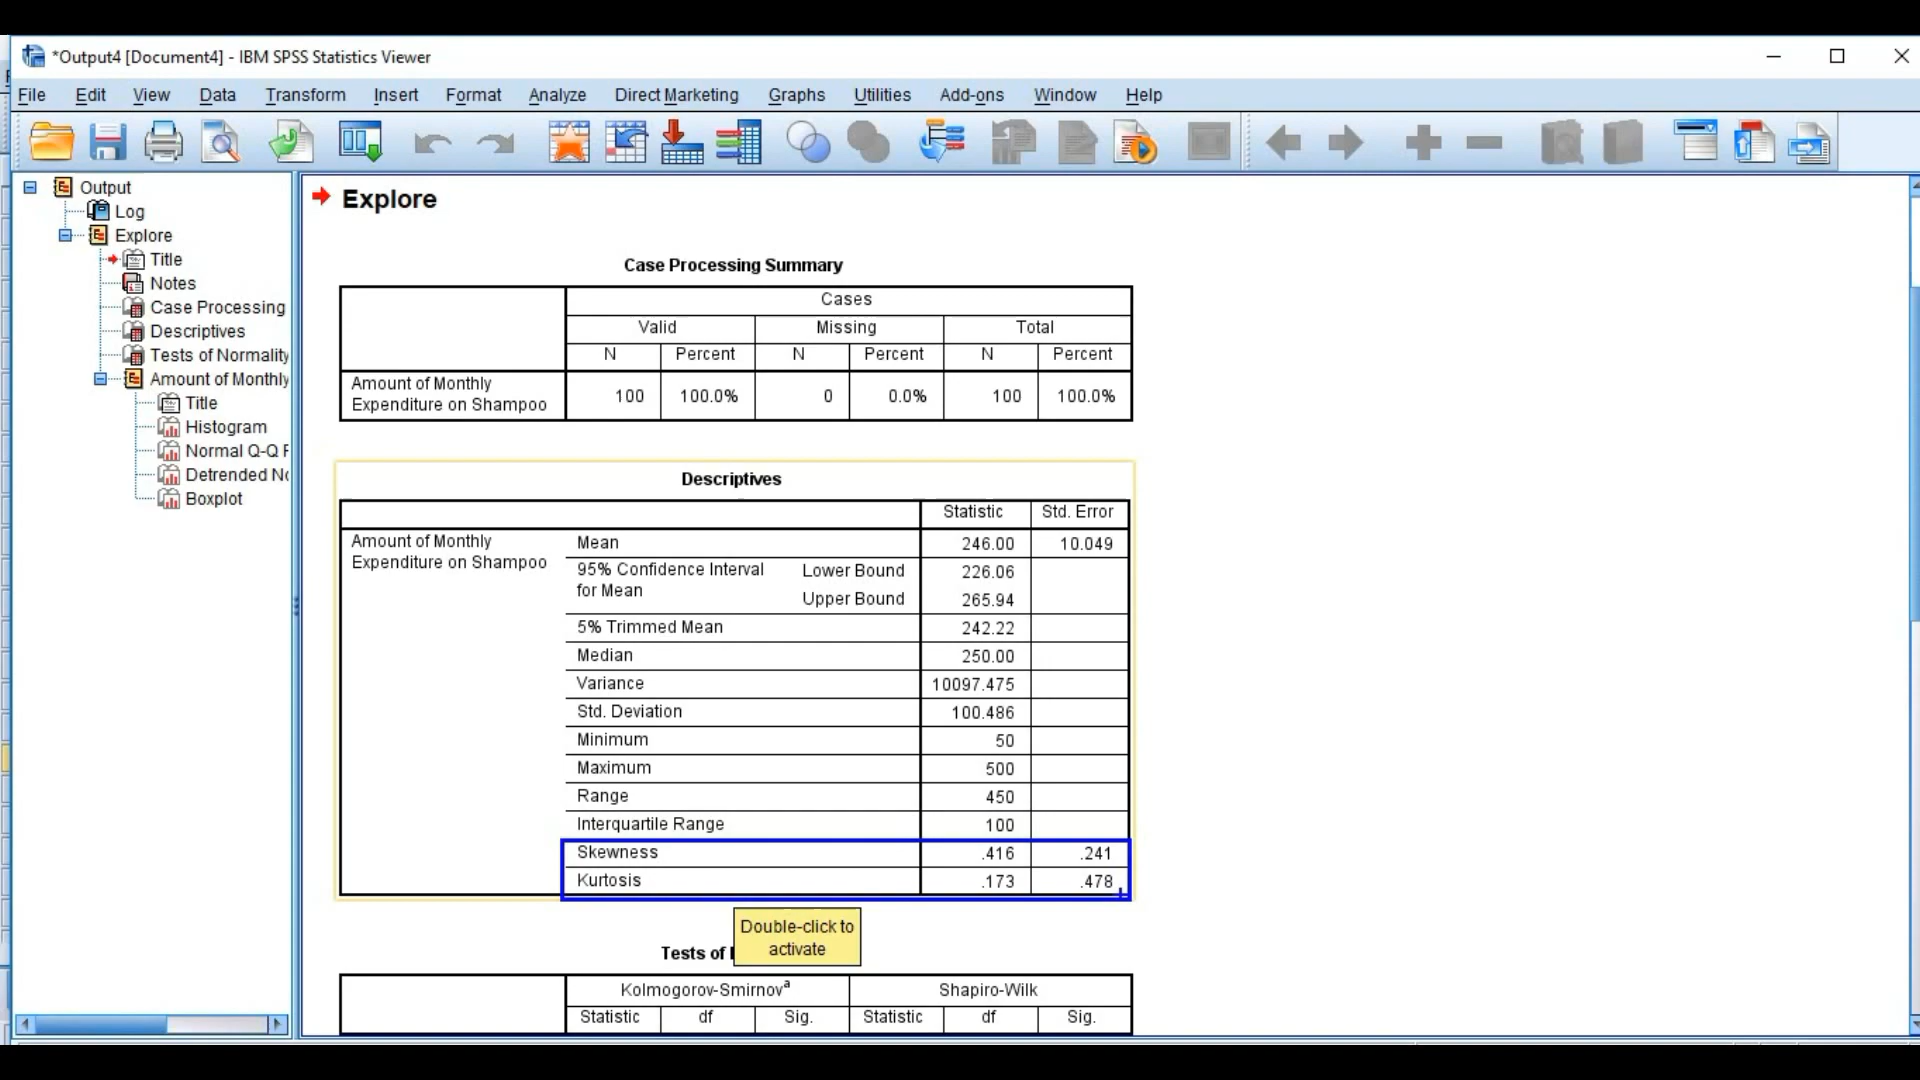 *Output4 [Document4] - IBM SPSS Statistics Viewer
File Edit View Data Transform Insert Format Analyze Direct Marketing Graphs Utilities Add-ons Window Help
Output
Log
Explore
Title
Notes
Case Processing
Descriptives
Tests of Normality
Amount of Monthly
Title
Histogram
Normal Q-Q
Detrended
Boxplot
Explore
Case Processing Summary
Cases
Valid Missing Total
N Percent N Percent N Percent
Amount of Monthly
Expenditure on Shampoo 100 100.0% 0 0.0% 100 100.0%
Descriptives
Statistic Std. Error
Amount of Monthly
Expenditure on Shampoo
Mean 246.00 10.049
95% Confidence Interval
for Mean
Lower Bound 226.06
Upper Bound 265.94
5% Trimmed Mean 242.22
Median 250.00
Variance 10097.475
Std. Deviation 100.486
Minimum 50
Maximum 500
Range 450
Interquartile Range 100
Skewness .416 .241
Kurtosis .173 .478
Double-click to
activate
Tests of
Kolmogorov-Smirnovᵃ Shapiro-Wilk
Statistic df Sig. Statistic df Sig.